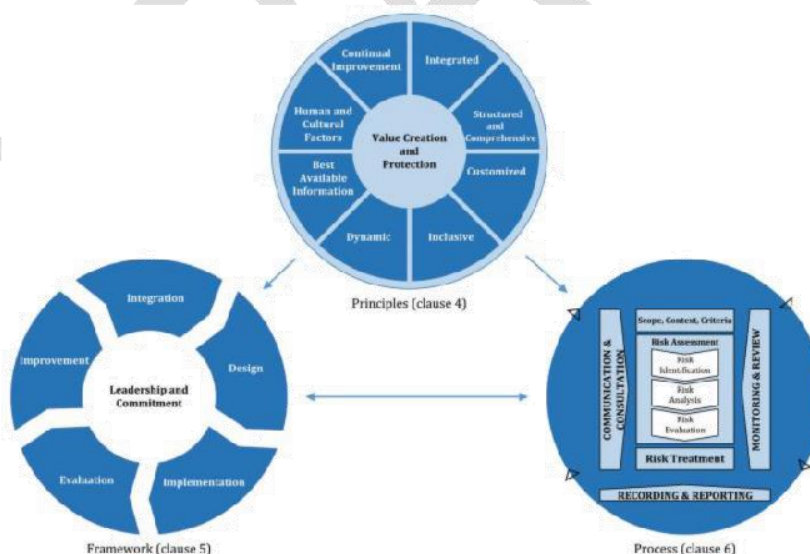 Continual
Improvement
Integrated
Human and
Cultural
Factors
Structured
and
Comprehensive
Value Creation
and
Protection
Best
Available
Information
Customized
Dynamic
Inclusive
Principles (clause 4)
Integration
Improvement
Design
Leadership and
Commitment
Evaluation
Implementation
Framework (clause 5)
Scope, Context, Criteria
Risk Assessment
Risk
Identification
Risk
Analysis
Risk
Evaluation
Risk Treatment
COMMUNICATION &
CONSULTATION
MONITORING & REVIEW
RECORDING & REPORTING
Process (clause 6)